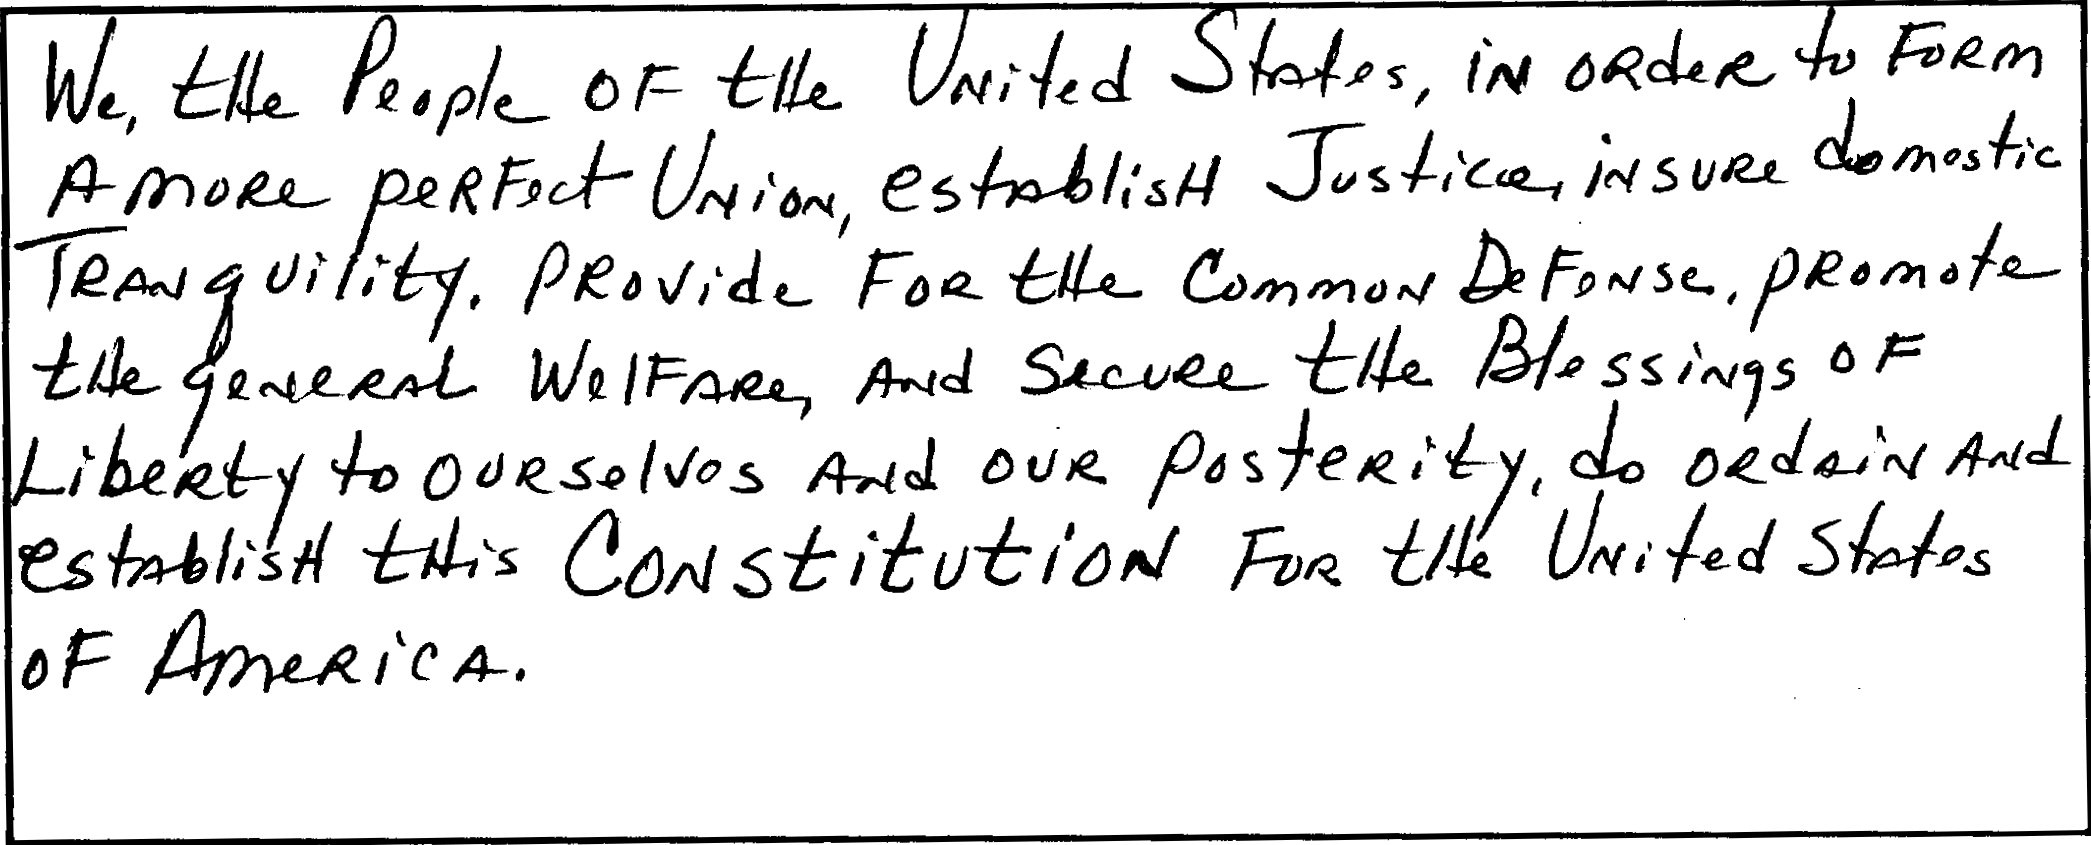 We, the People of the United States, in order to form
A more perfect Union, establish Justice, insure domestic
Tranquility. Provide for the Common Defense, promote
the general Welfare, and secure the Blessings of
Liberty to ourselves and our posterity, do ordain and
establish this Constitution for the United States
of America.